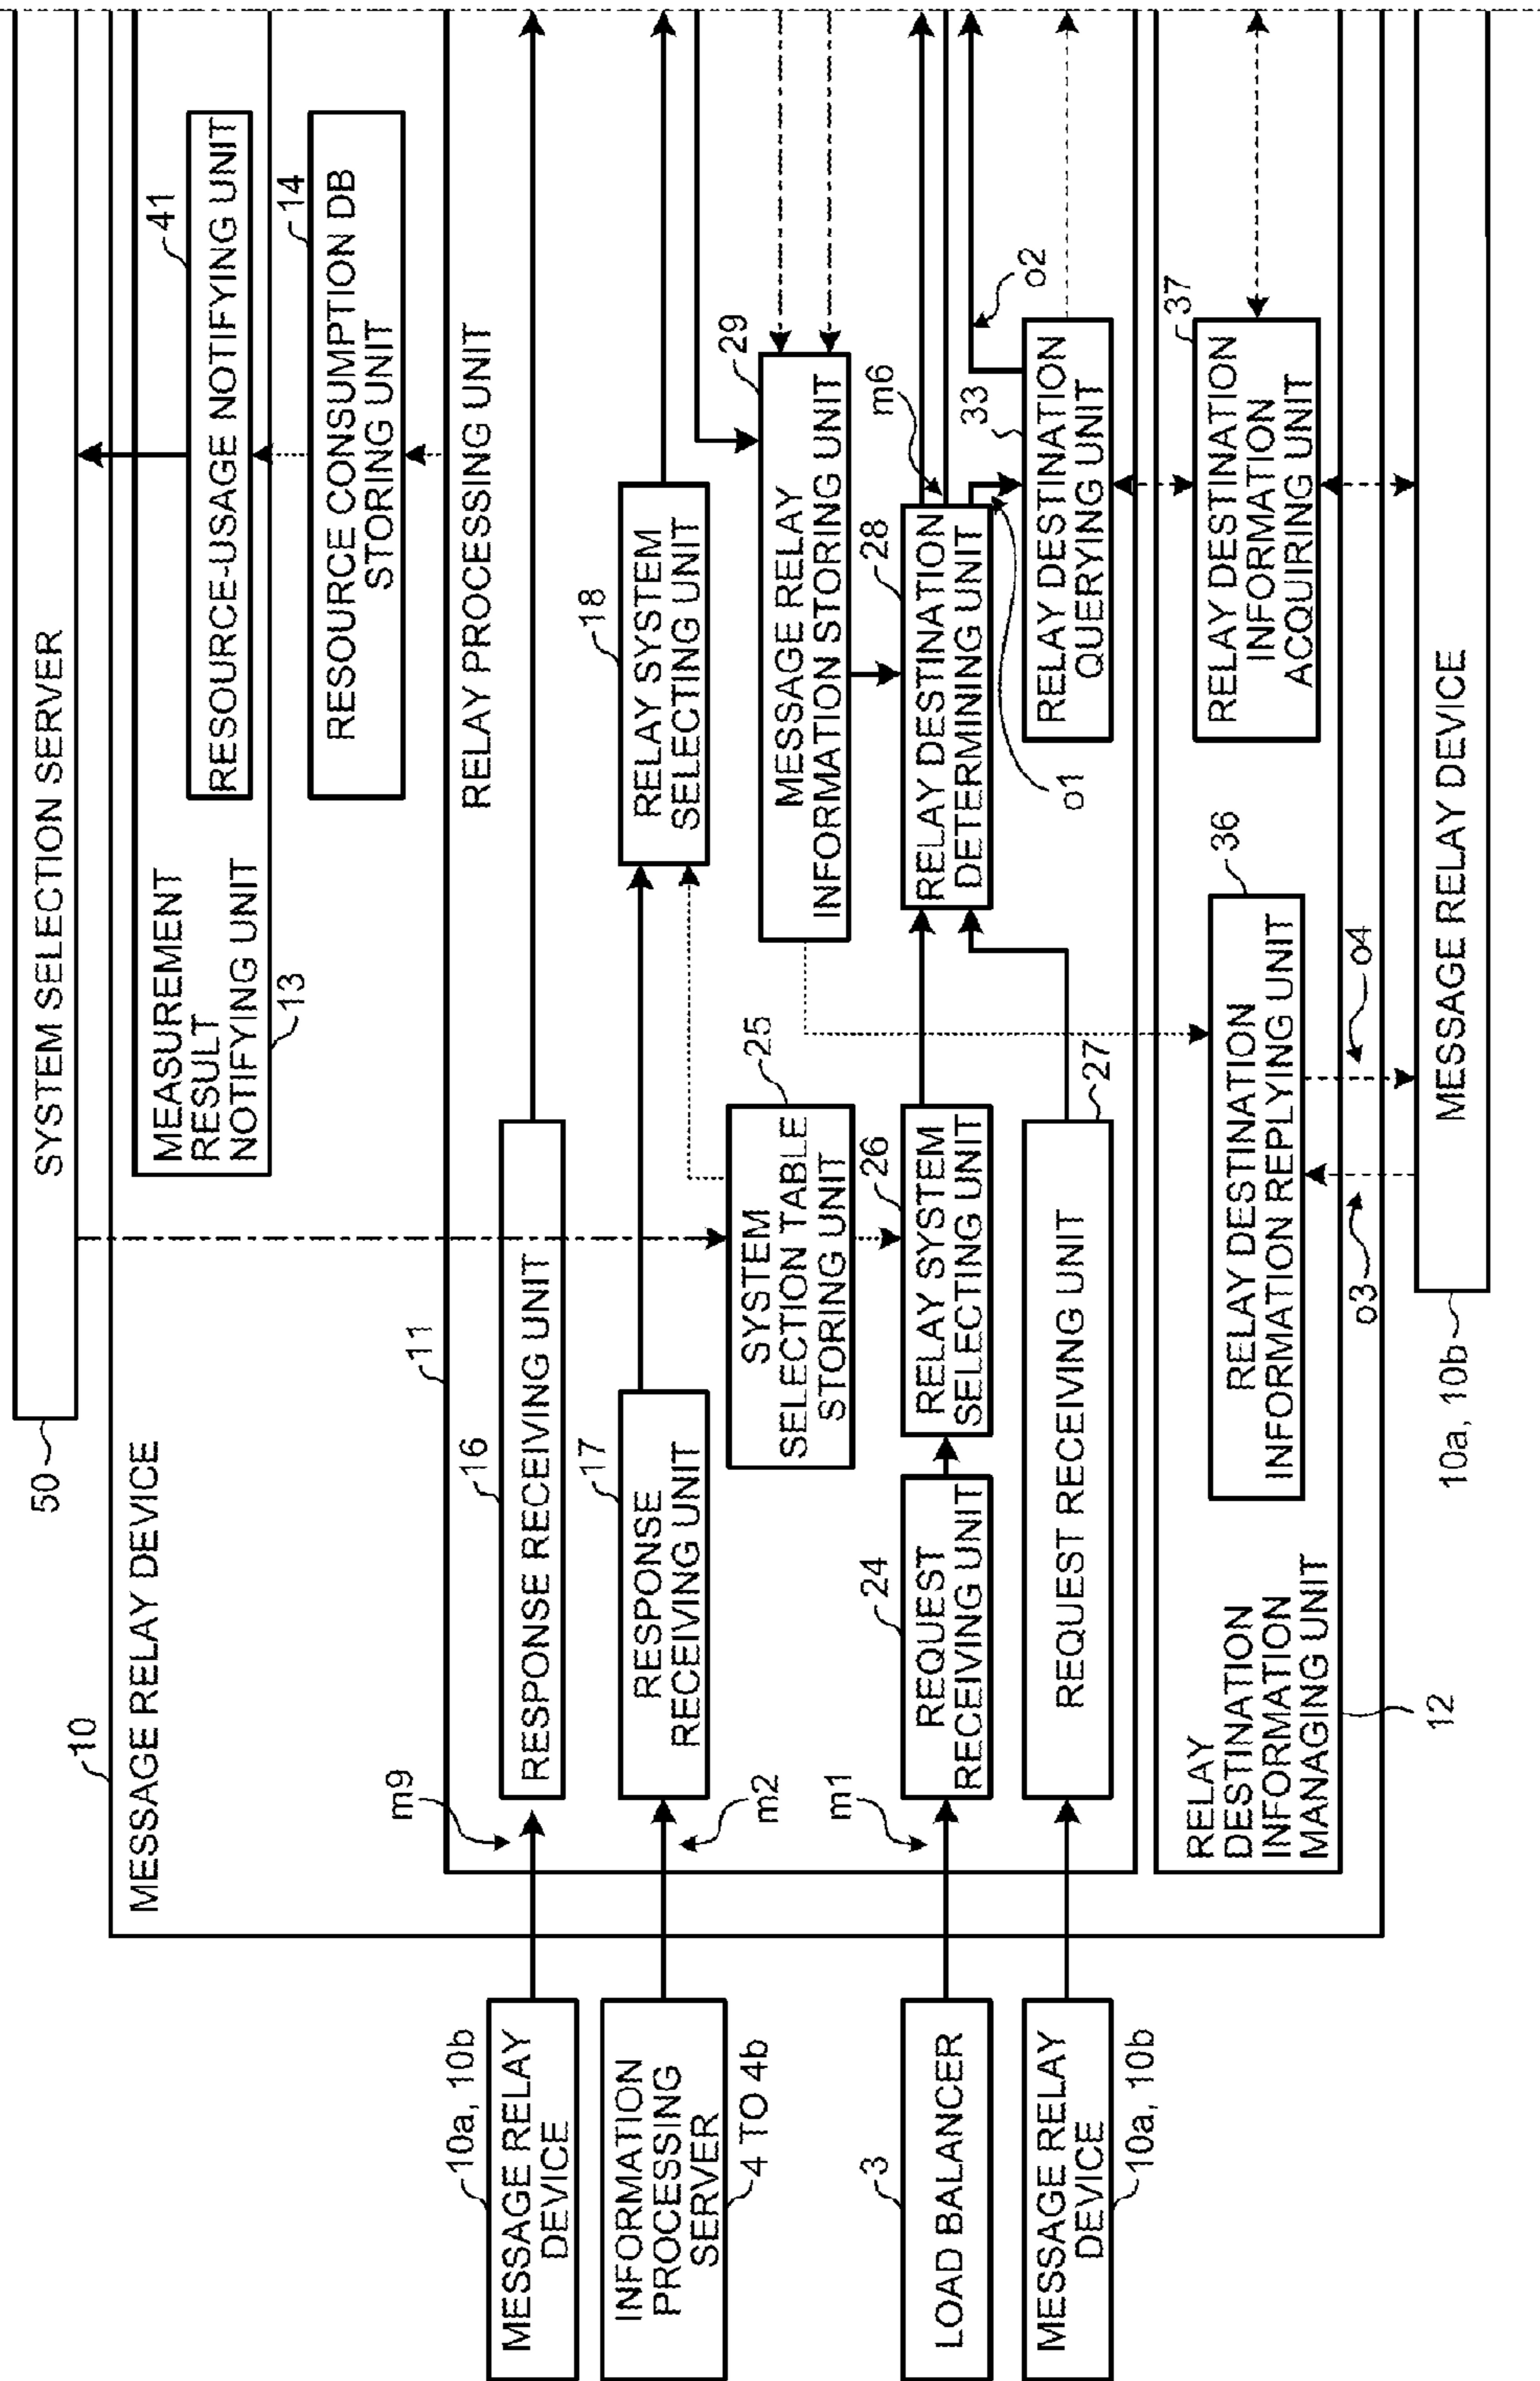 50
SYSTEM SELECTION SERVER
10
MESSAGE RELAY DEVICE
MEASUREMENT
RESULT
NOTIFYING UNIT
13
41
RESOURCE-USAGE NOTIFYING UNIT
14
RESOURCE CONSUMPTION DB
STORING UNIT
11
RELAY PROCESSING UNIT
10a, 10b
MESSAGE RELAY
DEVICE
m9
16
RESPONSE RECEIVING UNIT
INFORMATION
PROCESSING
SERVER
4 TO 4b
m2
17
RESPONSE
RECEIVING UNIT
18
RELAY SYSTEM
SELECTING UNIT
25
SYSTEM
SELECTION TABLE
STORING UNIT
29
MESSAGE RELAY
INFORMATION STORING UNIT
3
LOAD BALANCER
m1
24
REQUEST
RECEIVING UNIT
26
RELAY SYSTEM
SELECTING UNIT
28
RELAY DESTINATION
DETERMINING UNIT
m6
MESSAGE RELAY
DEVICE
10a, 10b
REQUEST RECEIVING UNIT
27
o1
33
RELAY DESTINATION
QUERYING UNIT
o2
RELAY
DESTINATION
INFORMATION
MANAGING UNIT
12
36
RELAY DESTINATION
INFORMATION REPLYING UNIT
37
RELAY DESTINATION
INFORMATION
ACQUIRING UNIT
o3
o4
10a, 10b
MESSAGE RELAY DEVICE